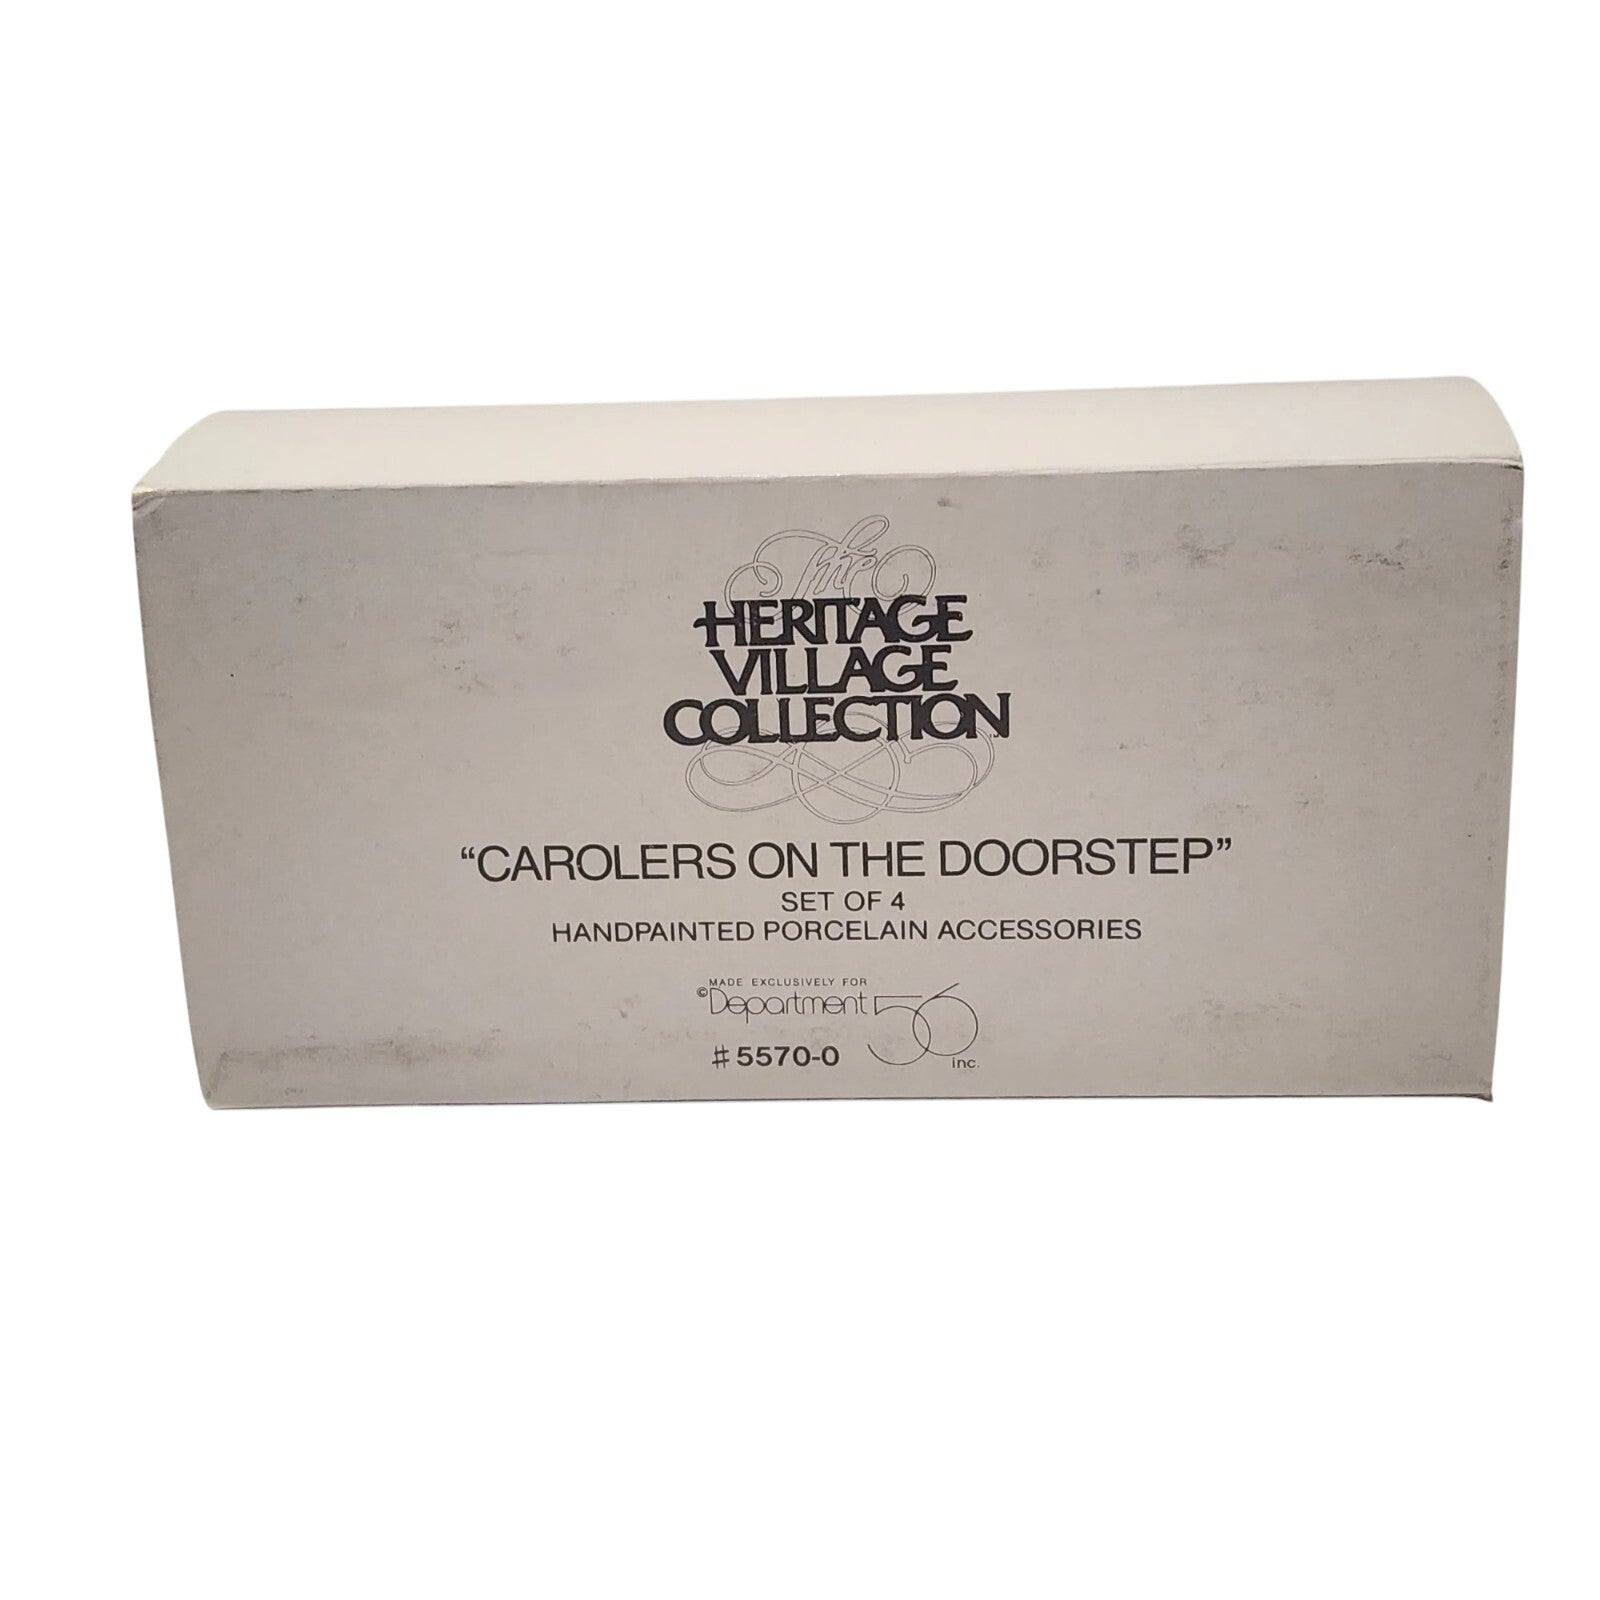 The
HERITAGE
VILLAGE
COLLECTION
“CAROLERS ON THE DOORSTEP”
SET OF 4
HANDPAINTED PORCELAIN ACCESSORIES
MADE EXCLUSIVELY FOR
©Department 56 inc.
#5570-0